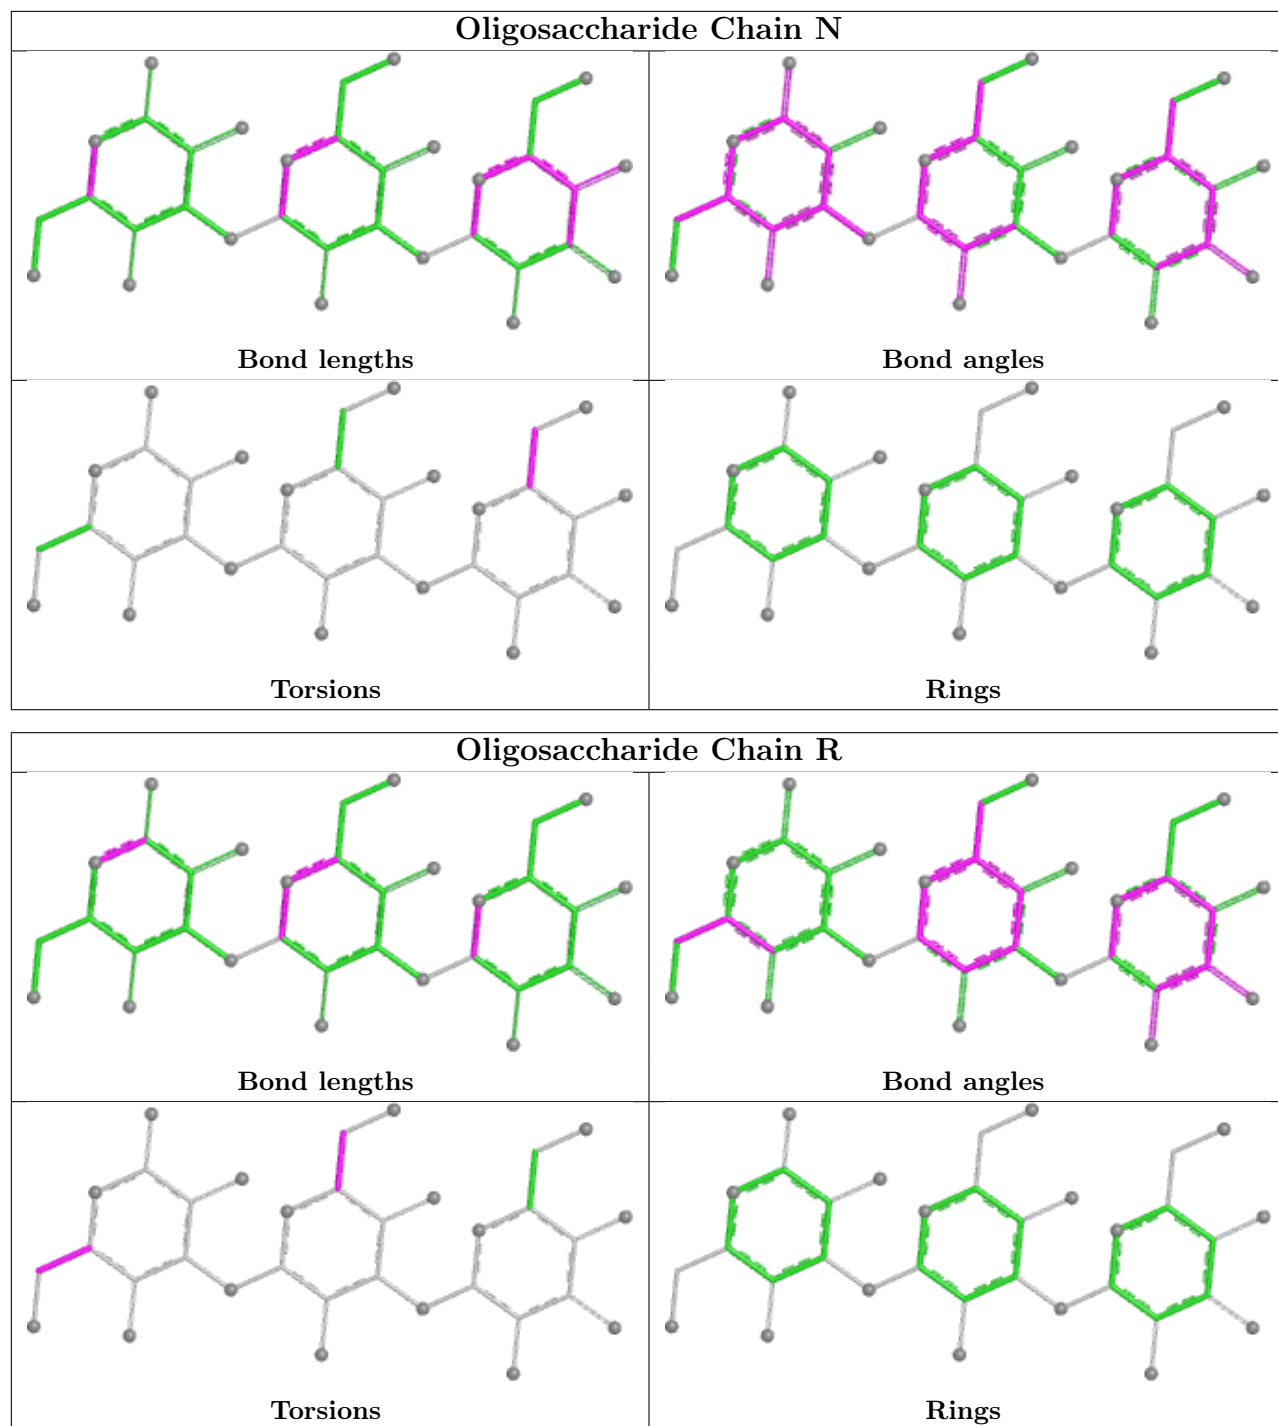 Oligosaccharide Chain N
Bond lengths
Bond angles
Torsions
Rings
Oligosaccharide Chain R
Bond lengths
Bond angles
Torsions
Rings